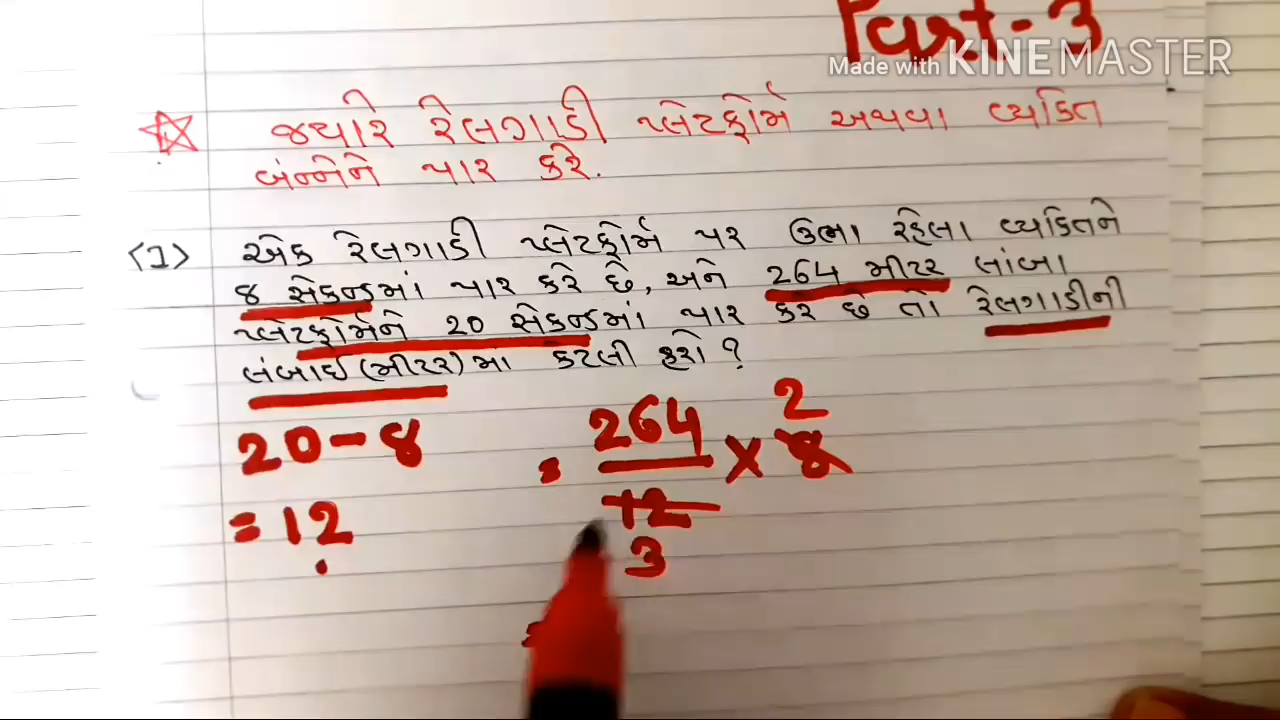 Part-3
Made with KINEMASTER
જ્યારે રેલગાડી પ્લેટફોર્મ અથવા વ્યક્તિ
બંન્નેને પાર કરે.
(1) એક રેલગાડી પ્લેટફોર્મ પર ઉભા રહેલા વ્યક્તિને
૪ સેકન્ડમાં પાર કરે છે, અને 264 મીટર લાંબા
પ્લેટફોર્મને 20 સેકન્ડમાં પાર કરે છે તો રેલગાડીની
લંબાઈ (મીટર) માં કેટલી હશે ?
20-8 = 264 × 8 2
= 12 12
3